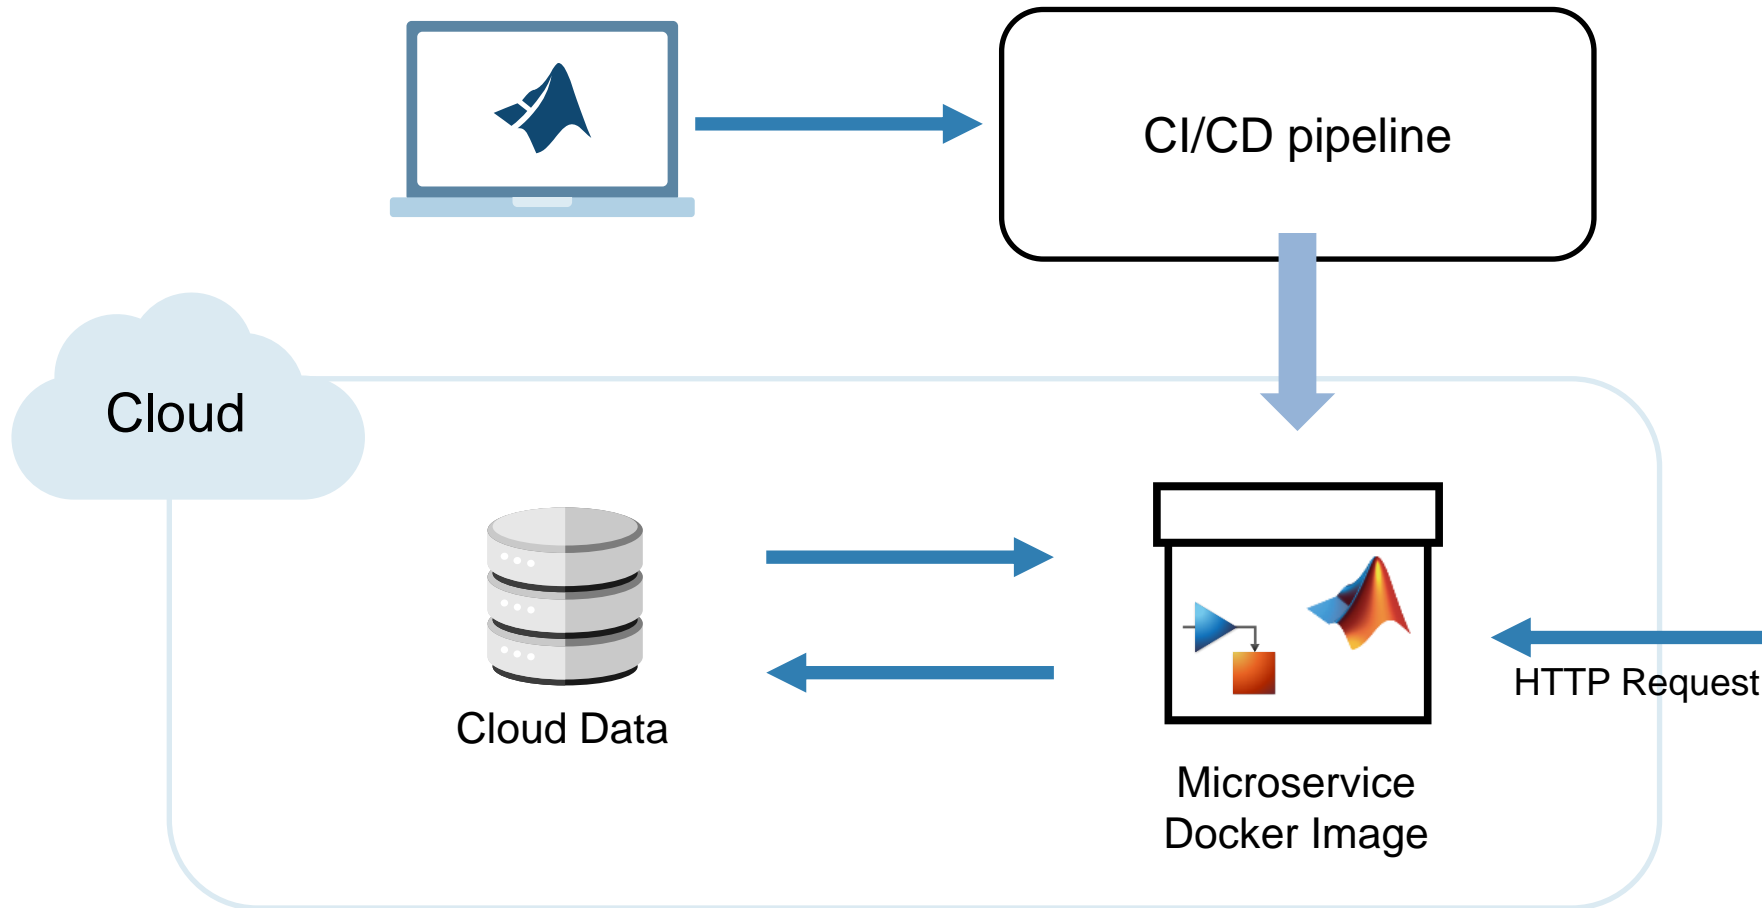 CI/CD pipeline
Cloud
Cloud Data
HTTP Request
Microservice
Docker Image